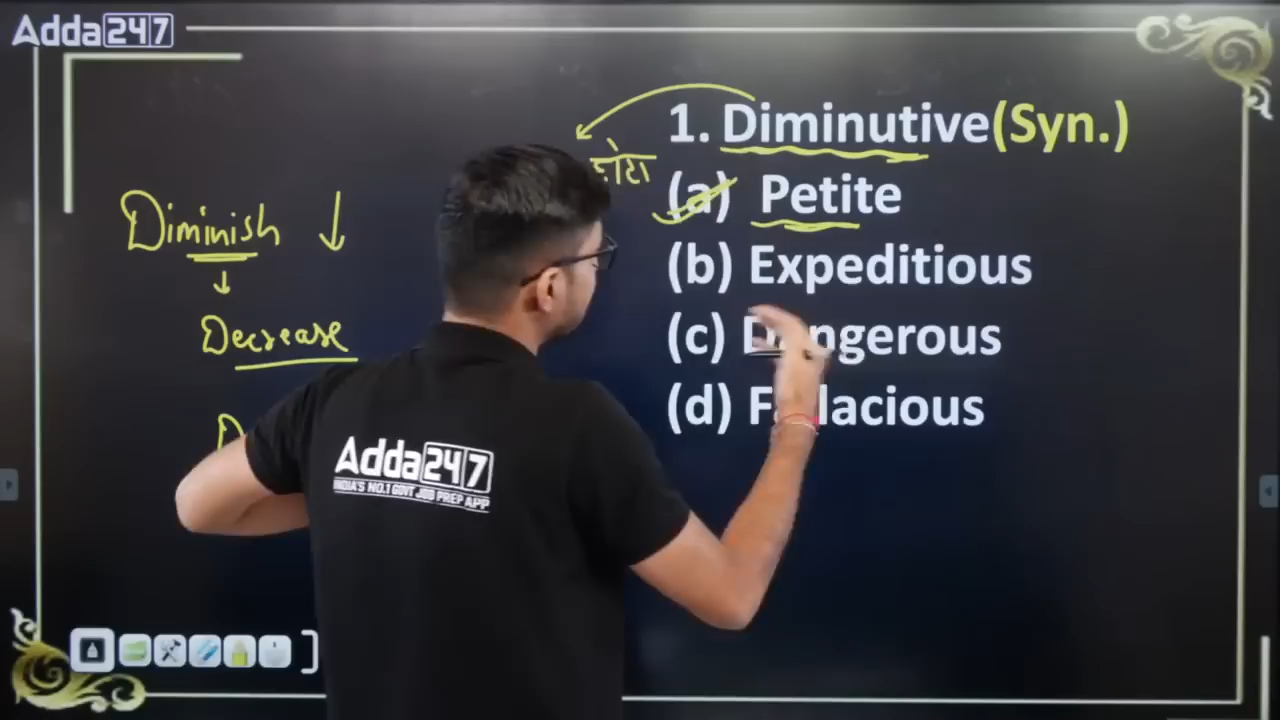 Adda247
1. Diminutive(Syn.)
छोटा
(a) Petite
Diminish
(b) Expeditious
Decrease
(c) Dangerous
(d) Fallacious
D
Adda247
INDIA'S NO.1 GOVT JOB PREP APP